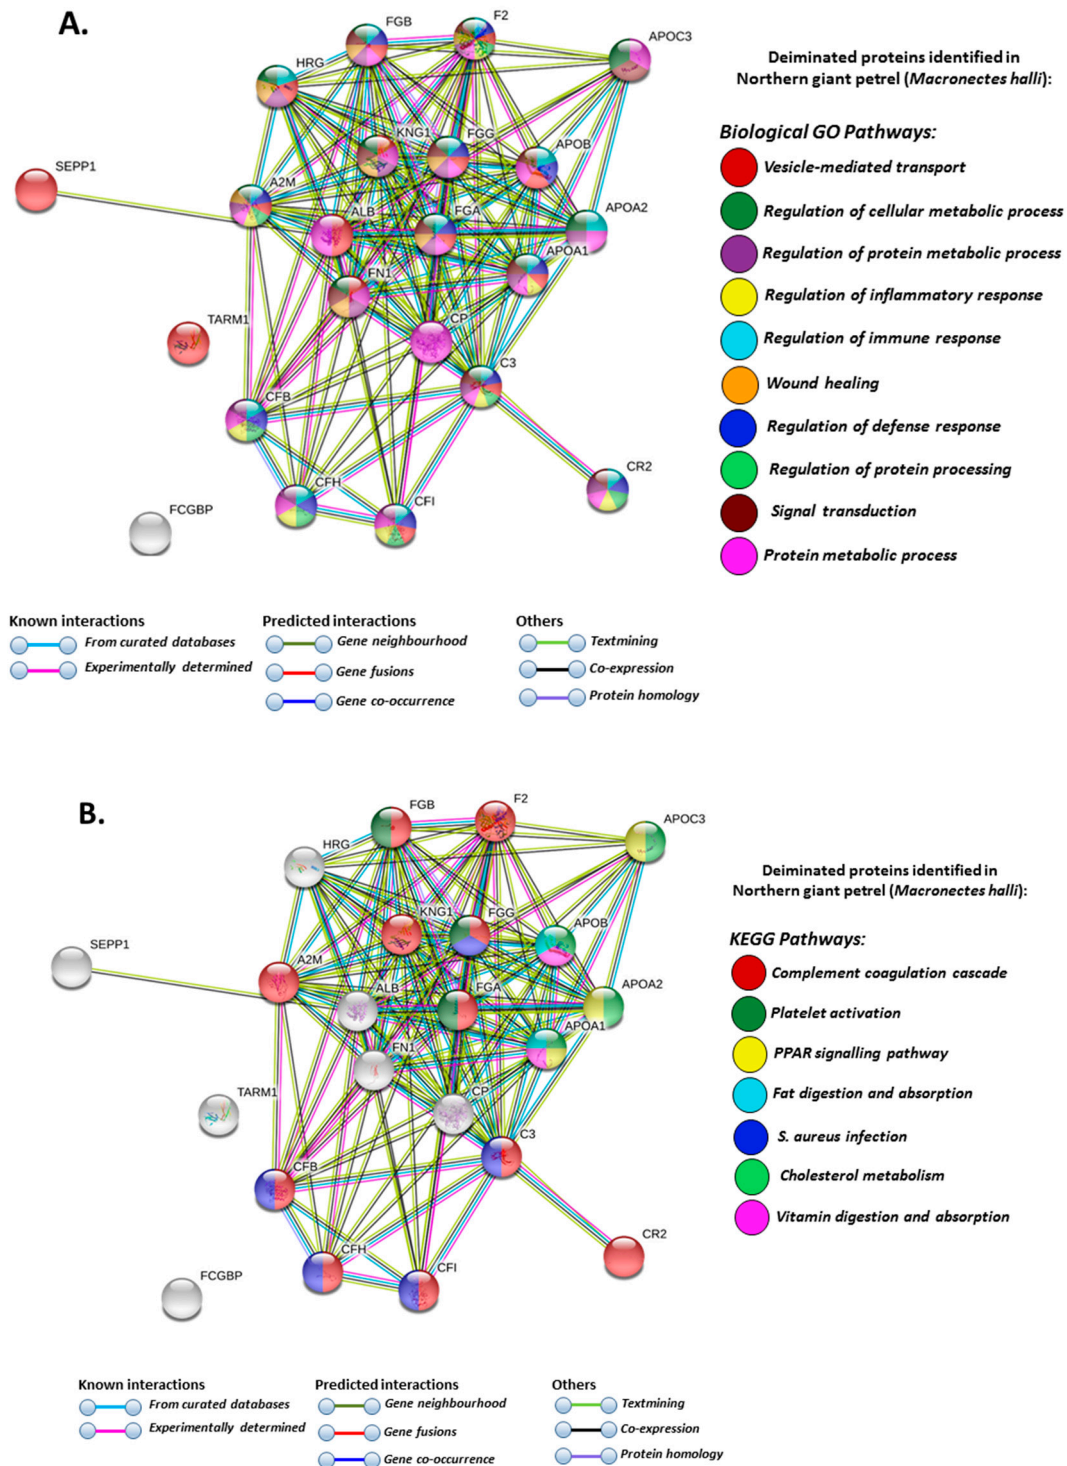 A.
FGB
F2
APOC3
HRG
KNG1
FGG
APOB
SEPP1
A2M
ALB
FGA
APOA2
APOA1
FN1
TARM1
CP
C3
CFB
CR2
CFH
CFI
FCGBP
Deiminated proteins identified in
Northern giant petrel (Macronectes halli):
Biological GO Pathways:
Vesicle-mediated transport
Regulation of cellular metabolic process
Regulation of protein metabolic process
Regulation of inflammatory response
Regulation of immune response
Wound healing
Regulation of defense response
Regulation of protein processing
Signal transduction
Protein metabolic process
Known interactions
From curated databases
Experimentally determined
Predicted interactions
Gene neighbourhood
Gene fusions
Gene co-occurrence
Others
Textmining
Co-expression
Protein homology
B.
FGB
F2
APOC3
HRG
KNG1
FGG
APOB
SEPP1
A2M
ALB
FGA
APOA2
APOA1
FN1
TARM1
CP
C3
CFB
CR2
CFH
CFI
FCGBP
Deiminated proteins identified in
Northern giant petrel (Macronectes halli):
KEGG Pathways:
Complement coagulation cascade
Platelet activation
PPAR signalling pathway
Fat digestion and absorption
S. aureus infection
Cholesterol metabolism
Vitamin digestion and absorption
Known interactions
From curated databases
Experimentally determined
Predicted interactions
Gene neighbourhood
Gene fusions
Gene co-occurrence
Others
Textmining
Co-expression
Protein homology